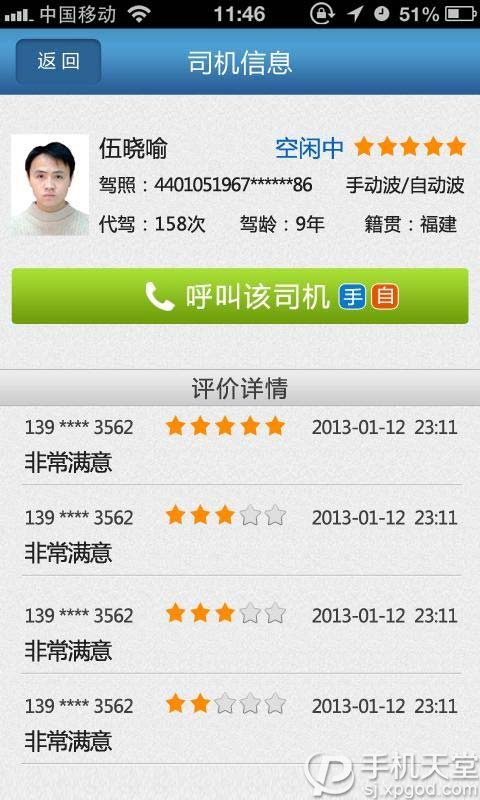 中国移动 11:46 51%
返回 司机信息
伍晓喻 空闲中
驾照：4401051967******86 手动波/自动波
代驾：158次 驾龄：9年 籍贯：福建
呼叫该司机 手 自
评价详情
139 **** 3562 2013-01-12 23:11
非常满意
139 **** 3562 2013-01-12 23:11
非常满意
139 **** 3562 2013-01-12 23:11
非常满意
139 **** 3562 2013-01-12 23:11
非常满意
手机天堂
sj.xpgod.com